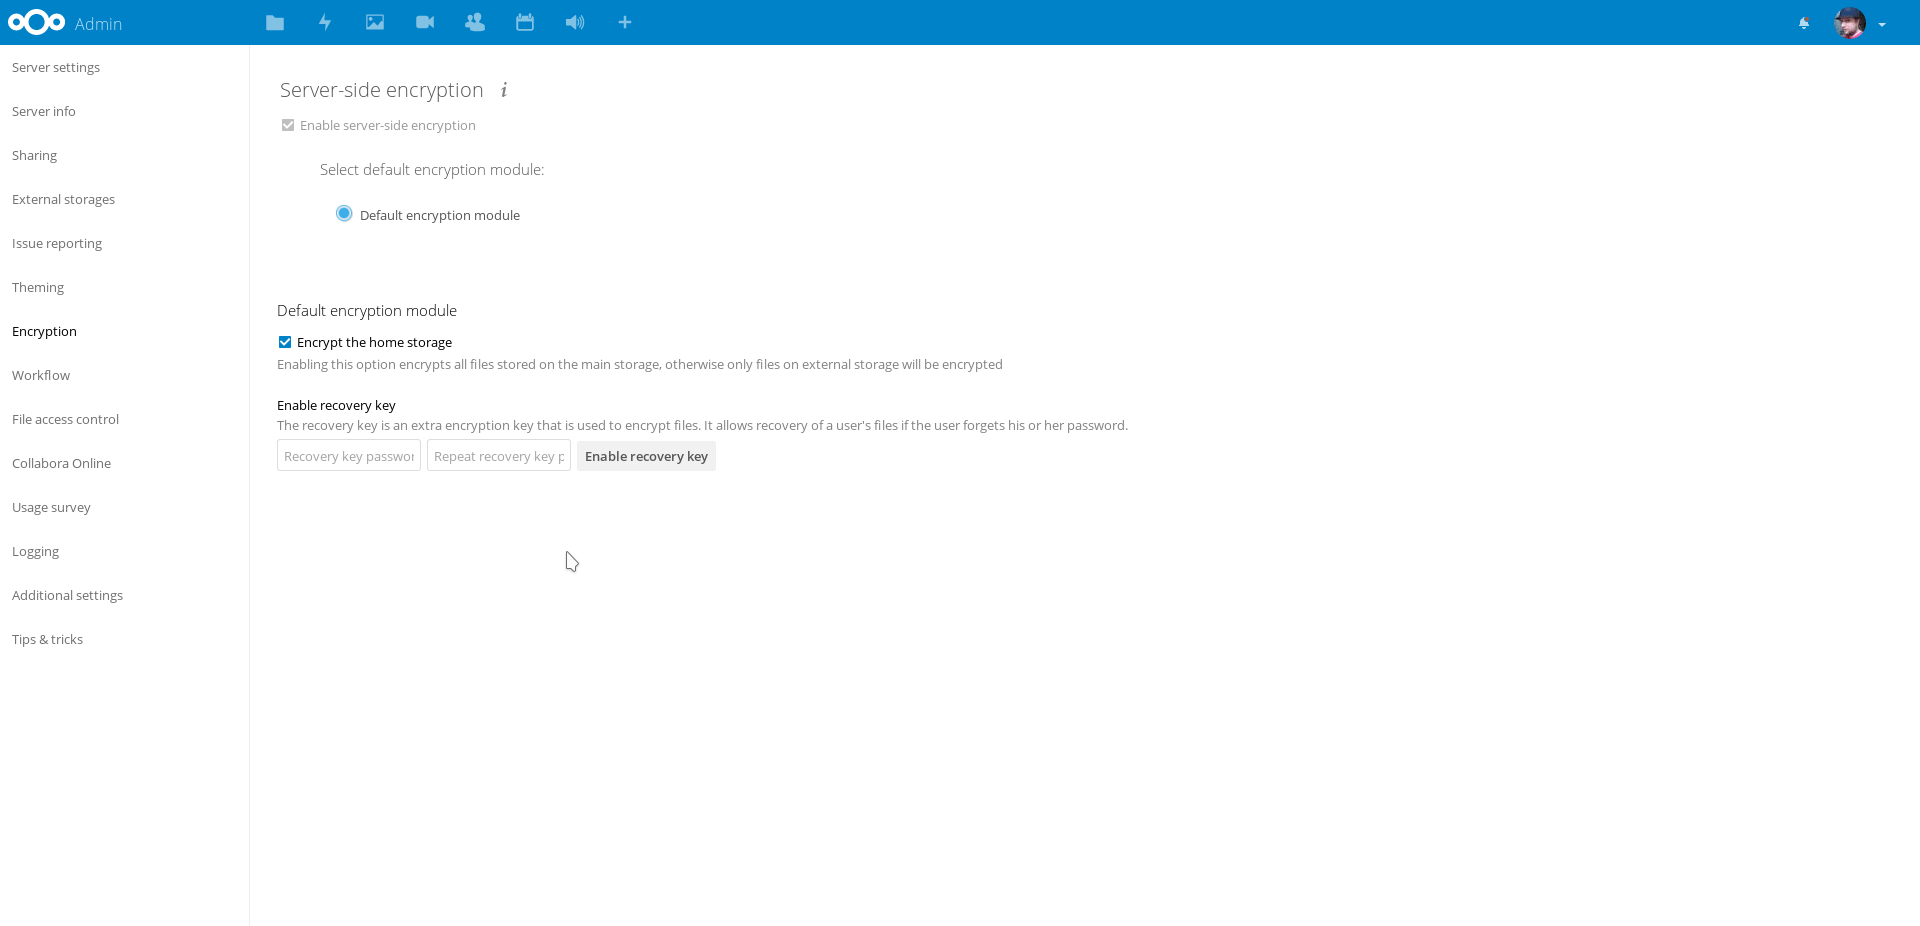 Admin
Server settings
Server info
Sharing
External storages
Issue reporting
Theming
Encryption
Workflow
File access control
Collabora Online
Usage survey
Logging
Additional settings
Tips & tricks
Server-side encryption i
Enable server-side encryption
Select default encryption module:
Default encryption module
Default encryption module
Encrypt the home storage
Enabling this option encrypts all files stored on the main storage, otherwise only files on external storage will be encrypted
Enable recovery key
The recovery key is an extra encryption key that is used to encrypt files. It allows recovery of a user's files if the user forgets his or her password.
Recovery key passwor Repeat recovery key p Enable recovery key